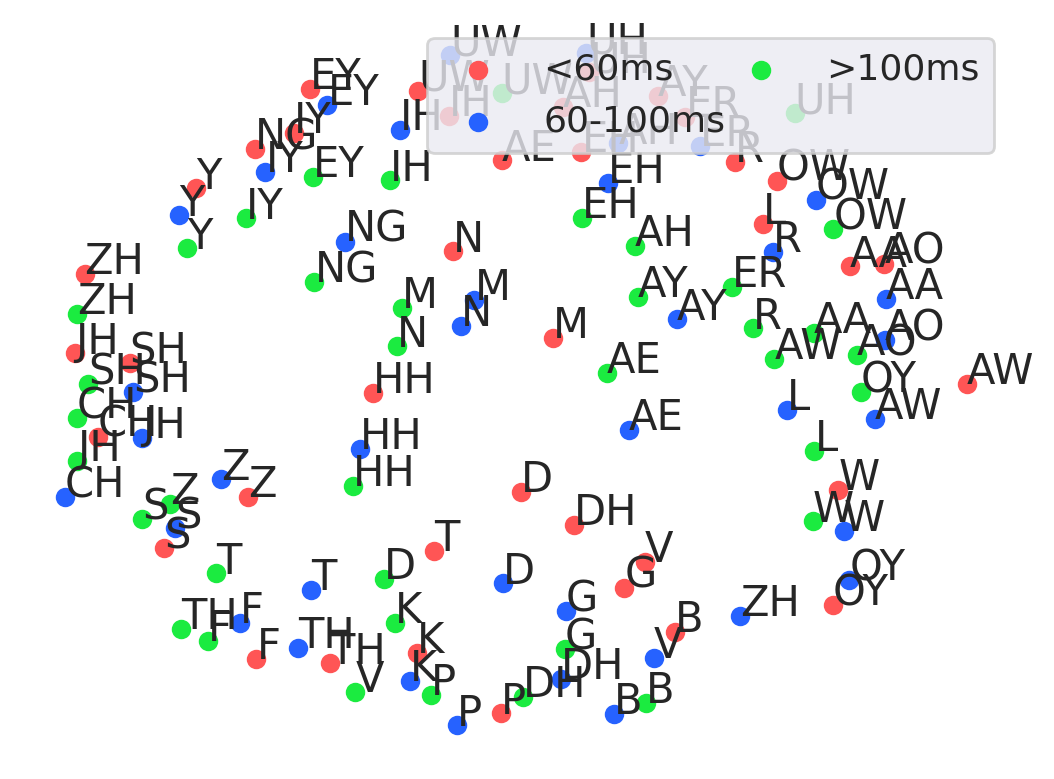 UW UH
EY UW UH
EY UW AY
IY IH IH AH ER UH
<60ms >100ms
60-100ms
NG IY IH AE EH AH ER R
EY EH OW
Y OW
Y IY EH L OW
Y NG N AH R AA AO
ZH NG AY ER AA
ZH M M AY
N N M R AA AO
JH SH AE AW AO
SH SH HH OY AW
CH AE L AW
CH JH HH L
JH HH
CH Z Z D W
S Z S DH W W
S T V
T T D D G OY
TH F K G OY
F F TH TH K G B ZH
V K P DH DH V
P P B B